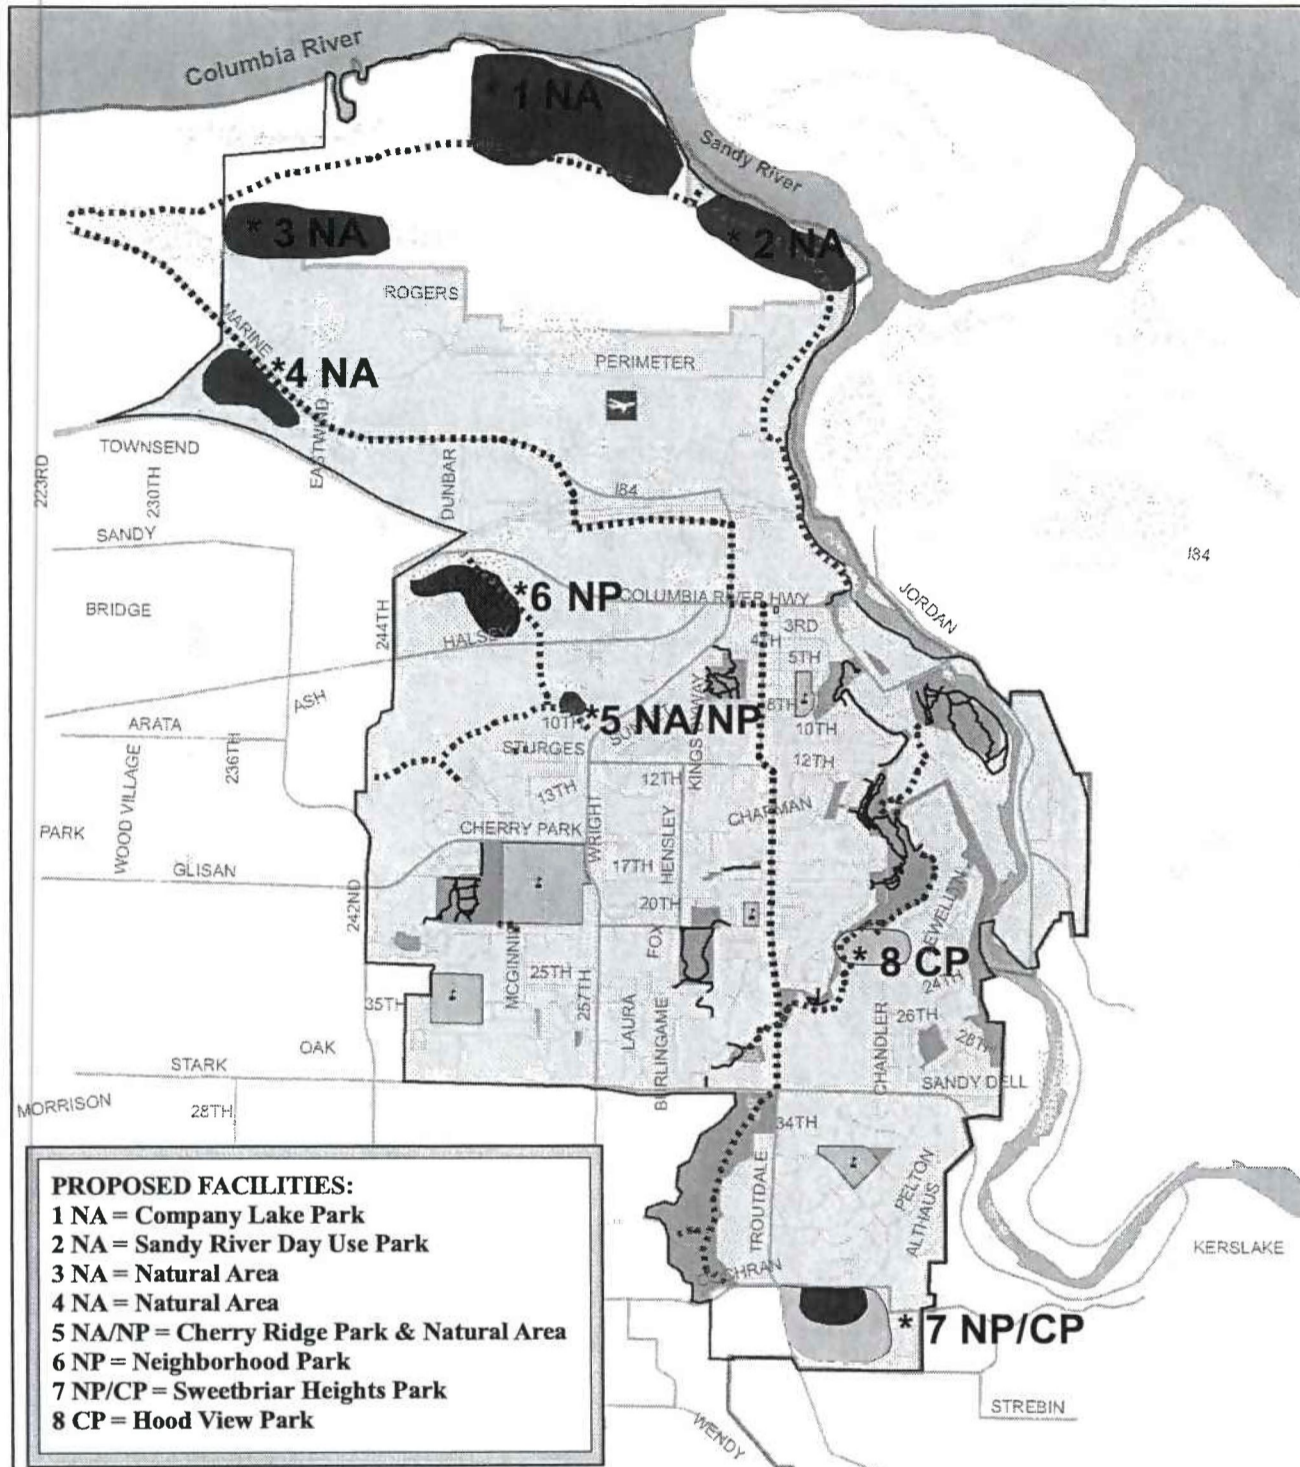 Columbia River
* 1 NA
Sandy River
* 3 NA
* 2 NA
ROGERS
MARINE
PERIMETER
*4 NA
EASTWIND
TOWNSEND
223RD
230TH
DUNBAR
I84
SANDY
I84
*6 NP
COLUMBIA RIVER HWY
JORDAN
BRIDGE
244TH
HALSEY
3RD
4TH
5TH
ASH
KINGS
WAY
8TH
ARATA
*5 NA/NP
10TH
10TH
STURGES
236TH
12TH
12TH
WOOD VILLAGE
13TH
CHAPMAN
PARK
CHERRY PARK
WRIGHT
HENSLEY
GLISAN
17TH
242ND
20TH
FOX
* 8 CP
24TH
MCGINNIS
25TH
35TH
257TH
LAURA
BURLINGAME
CHANDLER
26TH
28TH
OAK
STARK
SANDY DELL
MORRISON
28TH
34TH
TROUTDALE
PELTON
ALTHAUS
KERSLAKE
CHRAN
* 7 NP/CP
STREBIN
WENDY
PROPOSED FACILITIES:
1 NA = Company Lake Park
2 NA = Sandy River Day Use Park
3 NA = Natural Area
4 NA = Natural Area
5 NA/NP = Cherry Ridge Park & Natural Area
6 NP = Neighborhood Park
7 NP/CP = Sweetbriar Heights Park
8 CP = Hood View Park